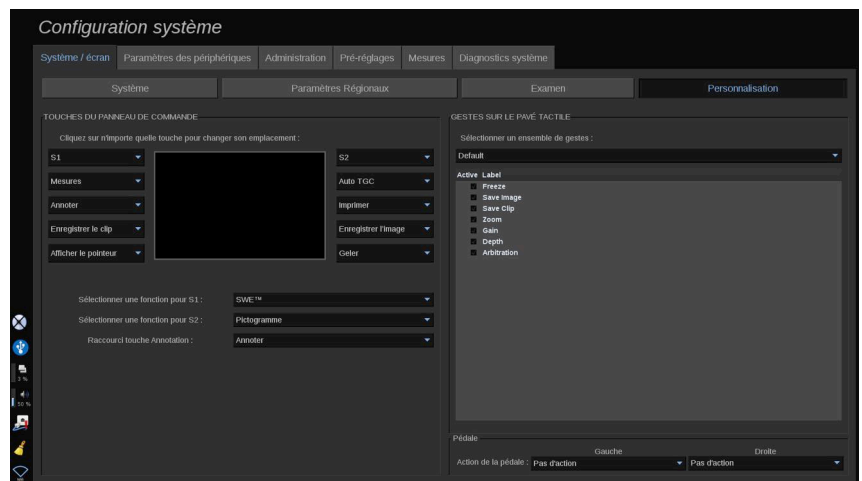 Configuration système
Système / écran Paramètres des périphériques Administration Pré-réglages Mesures Diagnostics système
Système Paramètres Régionaux Examen Personnalisation
TOUCHES DU PANNEAU DE COMMANDE
Cliquez sur n'importe quelle touche pour changer son emplacement :
S1 S2
Mesures Auto TGC
Annoter Imprimer
Enregistrer le clip Enregistrer l'image
Afficher le pointeur Geler
Sélectionner une fonction pour S1 : SWE™
Sélectionner une fonction pour S2 : Pictogramme
Raccourci touche Annotation : Annoter
GESTES SUR LE PAVÉ TACTILE
Sélectionner un ensemble de gestes :
Default
Active Label
Freeze
Save Image
Save Clip
Zoom
Gain
Depth
Arbitration
Pédale
Gauche Droite
Action de la pédale : Pas d'action Pas d'action
3 %
50 %